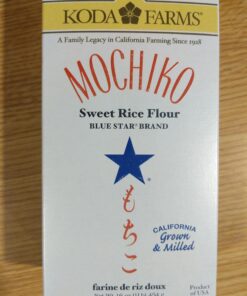 KODA FARMS®
A Family Legacy in California Farming Since 1928
MOCHIKO
Sweet Rice Flour
BLUE STAR® BRAND
®
もちこ
CALIFORNIA
Grown
& Milled
farine de riz doux
Product
of USA